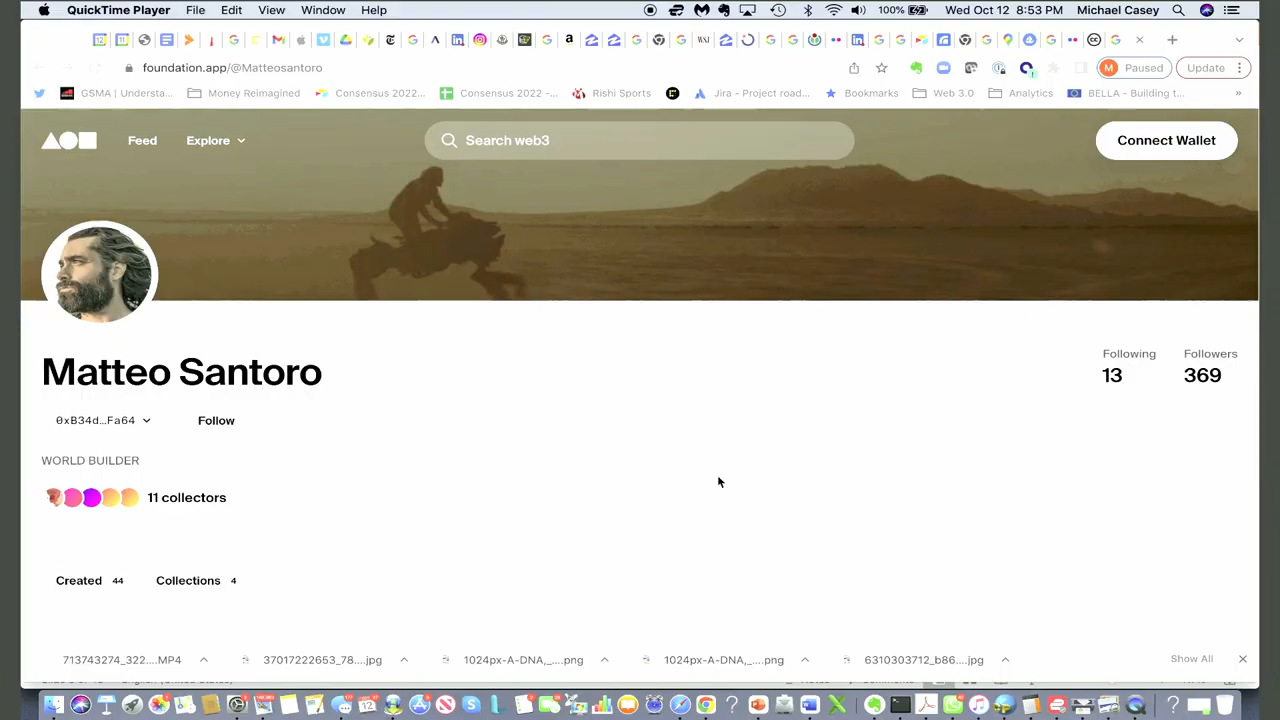 QuickTime Player File Edit View Window Help 100% Wed Oct 12 8:53 PM Michael Casey
foundation.app/@Matteosantoro M Paused Update
GSMA | Understa... Money Reimagined Consensus 2022... Consensus 2022 -... Rishi Sports Jira - Project road... Bookmarks Web 3.0 Analytics BELLA - Building t... »
Feed Explore Search web3 Connect Wallet
Matteo Santoro
Following Followers
13 369
0xB34d...Fa64 Follow
WORLD BUILDER
11 collectors
Created 44 Collections 4
713743274_322....MP4 37017222653_78....jpg 1024px-A-DNA,_....png 1024px-A-DNA,_....png 6310303712_b86....jpg Show All